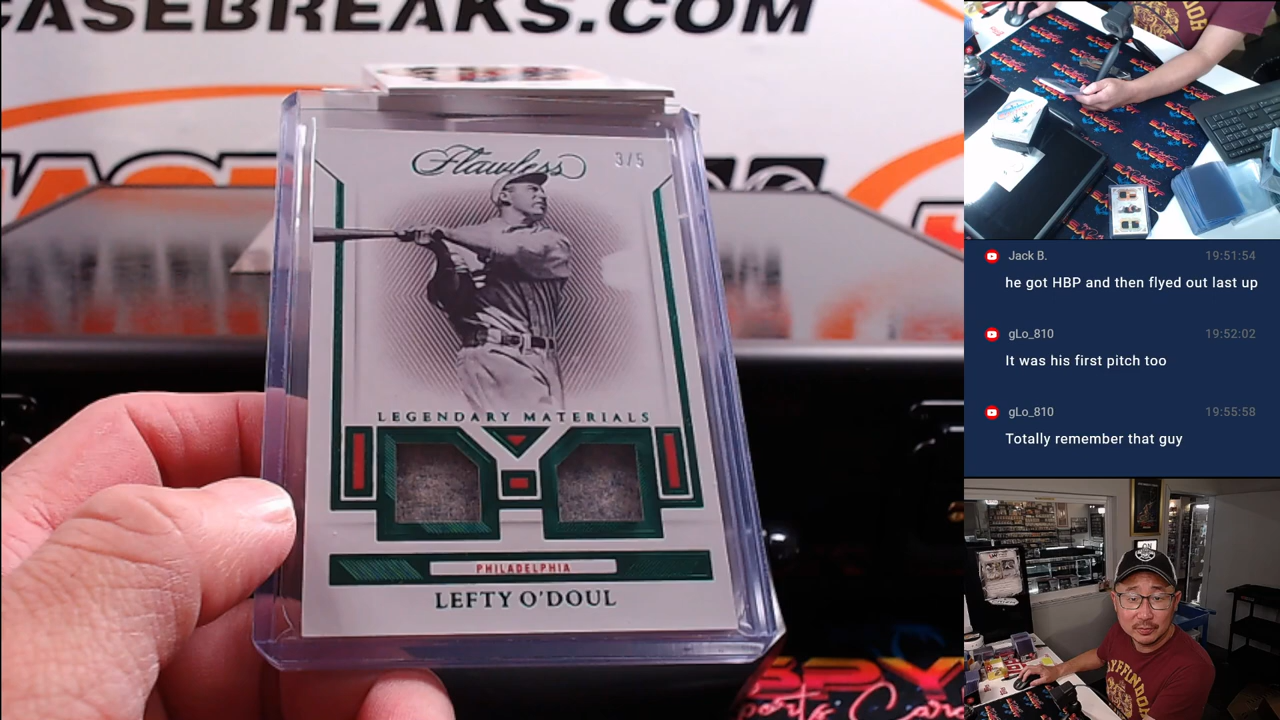 CASEBREAKS.COM
Flawless
3/5
LEGENDARY MATERIALS
PHILADELPHIA
LEFTY O'DOUL
Jack B. 19:51:54
he got HBP and then flyed out last up
gLo_810 19:52:02
It was his first pitch too
gLo_810 19:55:58
Totally remember that guy